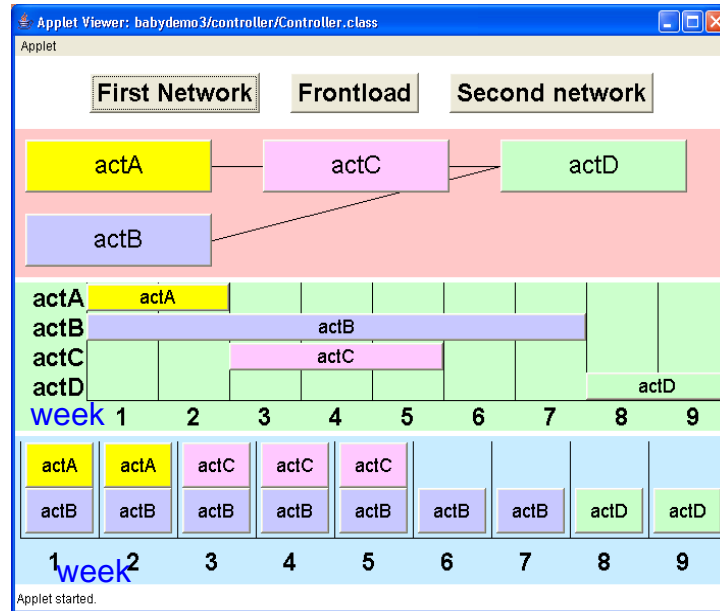 Applet Viewer: babydemo3/controller/Controller.class
Applet
First Network Frontload Second network
actA actC actD
actB
actA actA
actB actB
actC actC
actD actD
week 1 2 3 4 5 6 7 8 9
actA actA actC actC actC
actB actB actB actB actB actB actB actD actD
1 week 2 3 4 5 6 7 8 9
Applet started.